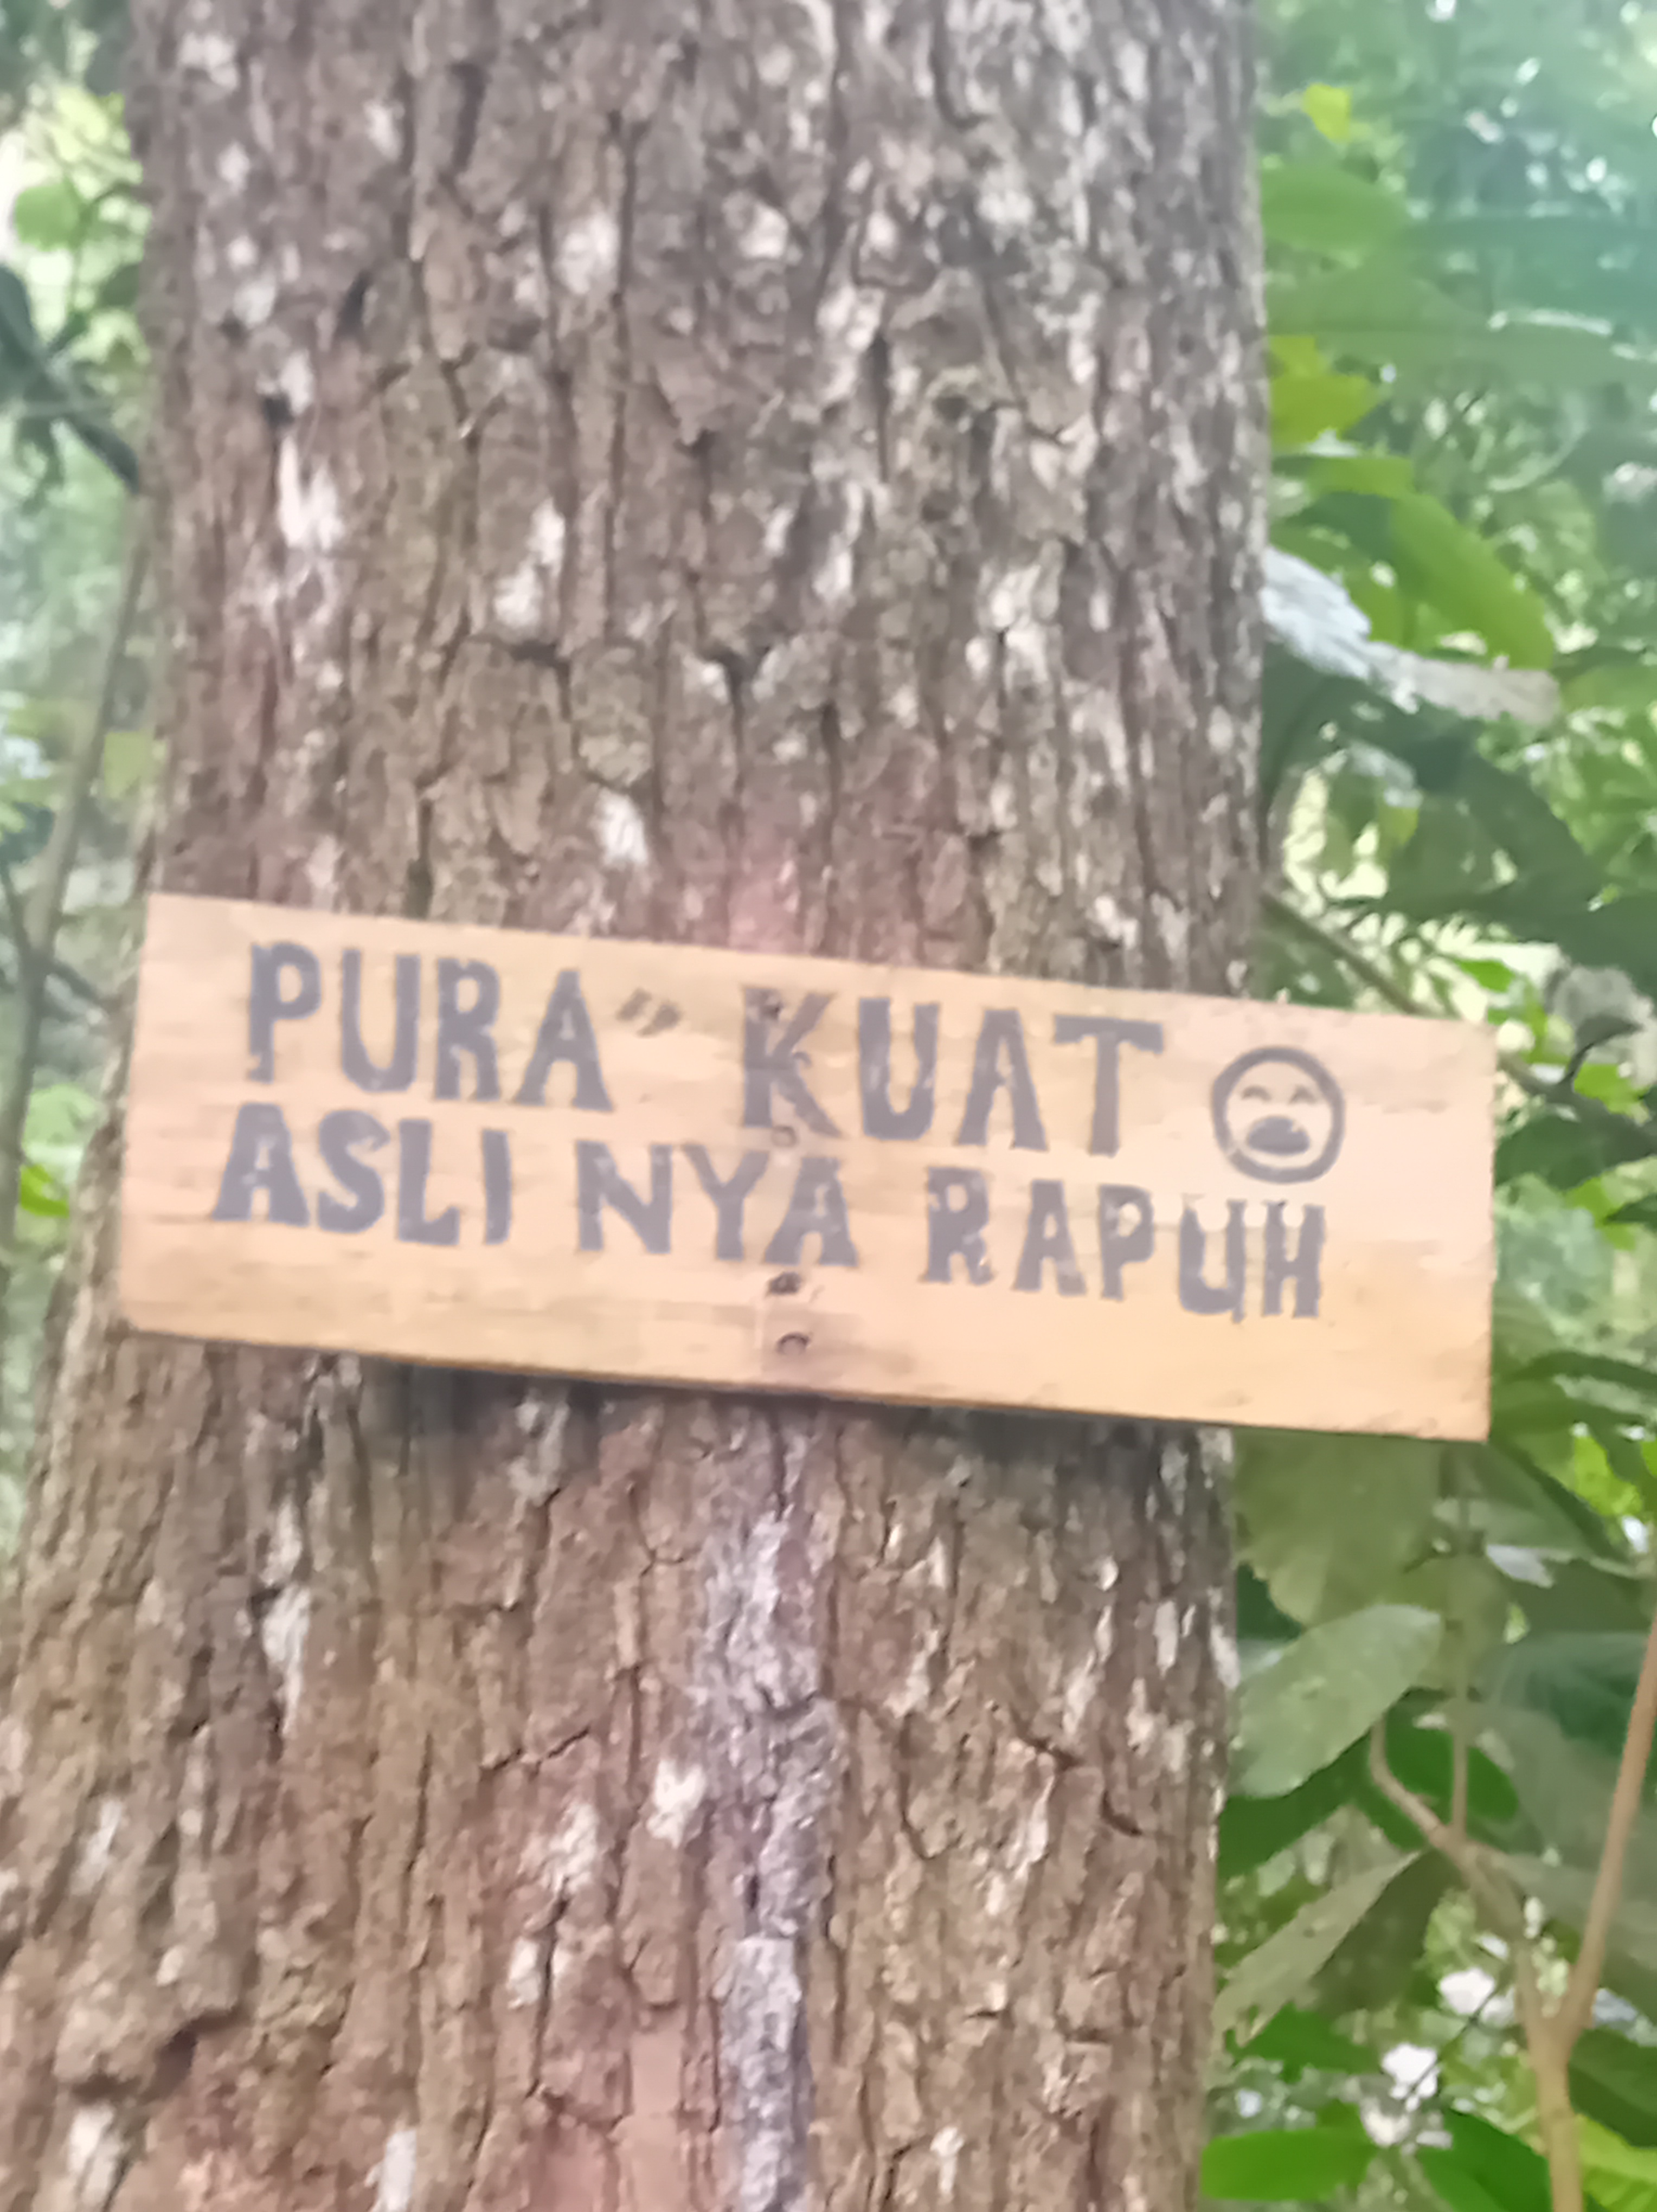 PURA" KUAT
ASLI NYA RAPUH